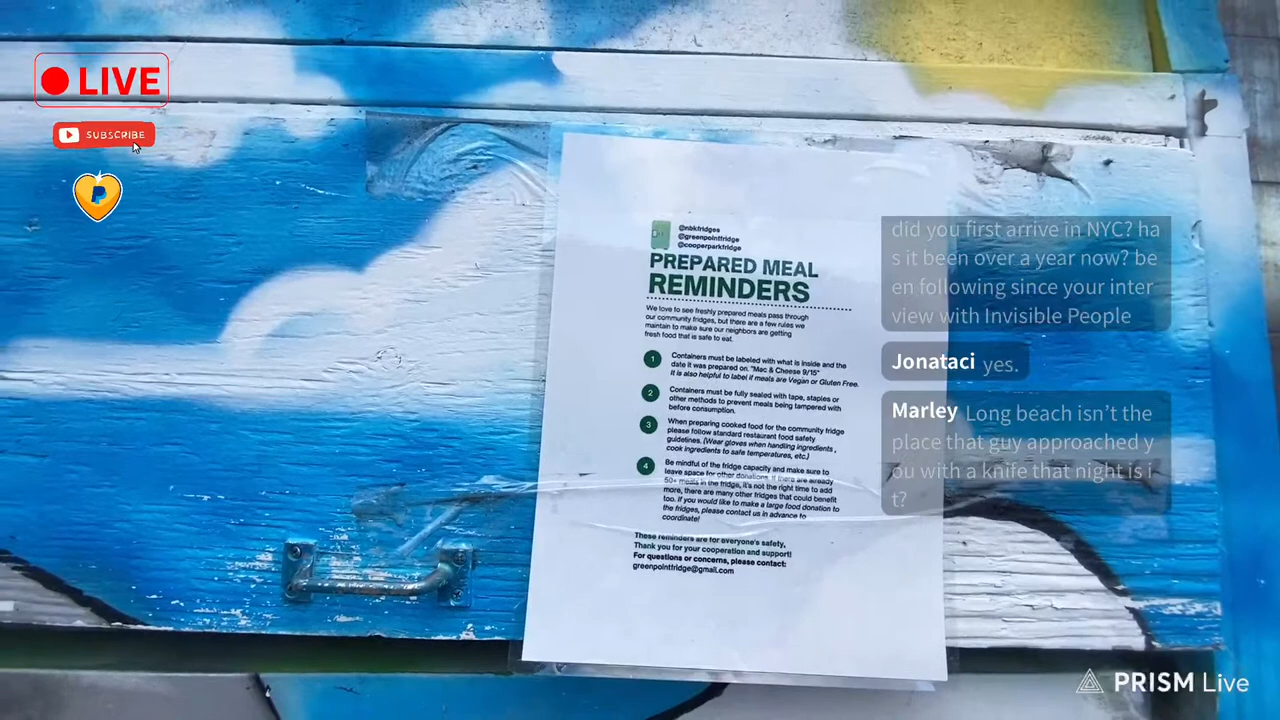 LIVE
SUBSCRIBE
@nbkfridges
@greenpointfridge
@cooperparkfridge
PREPARED MEAL
REMINDERS
We love to see freshly prepared meals pass through
our community fridges, but there are a few rules we
maintain to make sure our neighbors are getting
fresh food that is safe to eat.
1
Containers must be labeled with what is inside and the
date it was prepared on. "Mac & Cheese 9/15"
It is also helpful to label if meals are Vegan or Gluten Free.
2
Containers must be fully sealed with tape, staples or
other methods to prevent meals being tampered with
before consumption.
3
When preparing cooked food for the community fridge
please follow standard restaurant food safety
guidelines. (Wear gloves when handling ingredients,
cook ingredients to safe temperatures, etc.)
4
Be mindful of the fridge capacity and make sure to
leave space for other donations. If there are already
50+ meals in the fridge, it's not the right time to add
more, there are many other fridges that could benefit
too. If you would like to make a large food donation to
the fridges, please contact us in advance to
coordinate!
These reminders are for everyone's safety,
Thank you for your cooperation and support!
For questions or concerns, please contact:
greenpointfridge@gmail.com
did you first arrive in NYC? ha
s it been over a year now? be
en following since your inter
view with Invisible People
Jonataci yes.
Marley Long beach isn't the
place that guy approached y
ou with a knife that night is i
t?
PRISM Live